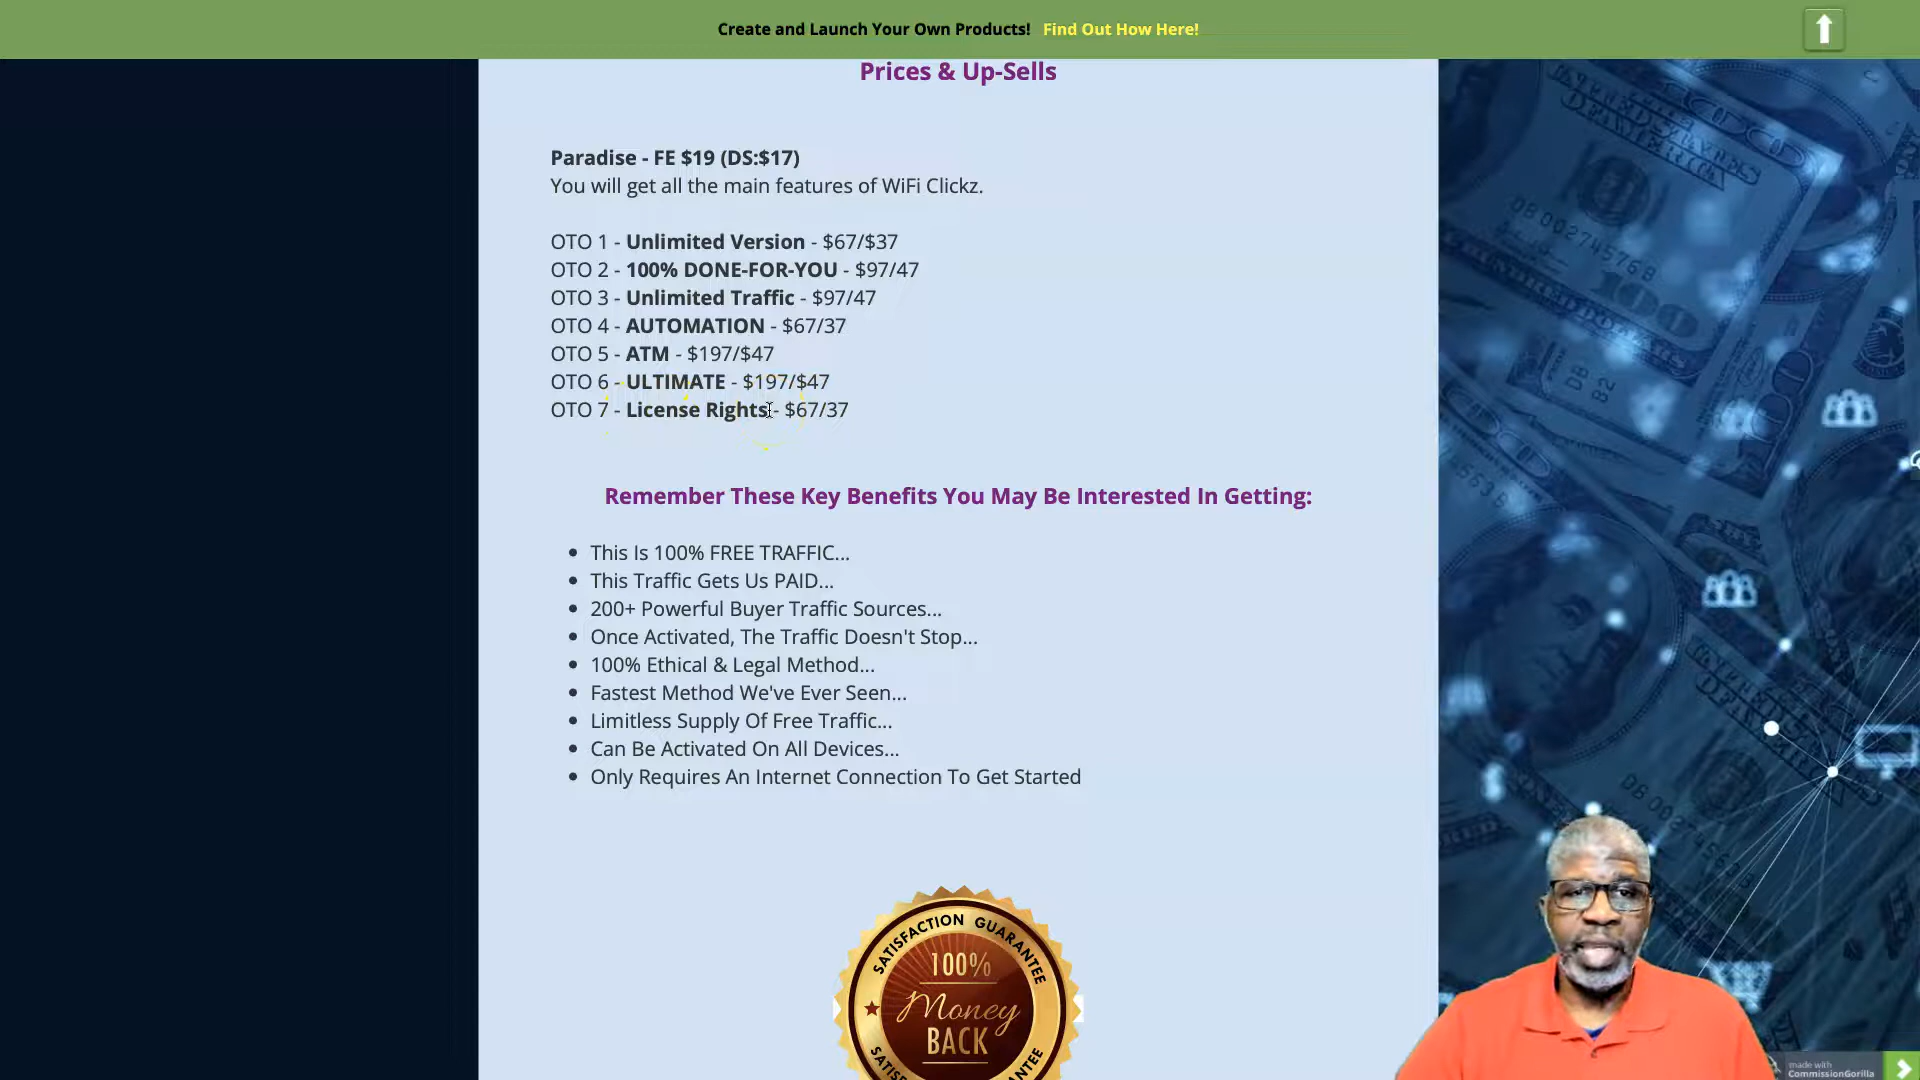 Create and Launch Your Own Products! Find Out How Here!
Prices & Up-Sells
Paradise - FE $19 (DS:$17)
You will get all the main features of WiFi Clickz.
OTO 1 - Unlimited Version - $67/$37
OTO 2 - 100% DONE-FOR-YOU - $97/47
OTO 3 - Unlimited Traffic - $97/47
OTO 4 - AUTOMATION - $67/37
OTO 5 - ATM - $197/$47
OTO 6 - ULTIMATE - $197/$47
OTO 7 - License Rights - $67/37
Remember These Key Benefits You May Be Interested In Getting:
• This Is 100% FREE TRAFFIC...
• This Traffic Gets Us PAID...
• 200+ Powerful Buyer Traffic Sources...
• Once Activated, The Traffic Doesn't Stop...
• 100% Ethical & Legal Method...
• Fastest Method We've Ever Seen...
• Limitless Supply Of Free Traffic...
• Can Be Activated On All Devices...
• Only Requires An Internet Connection To Get Started
SATISFACTION GUARANTEE
100%
Money
BACK
made with
CommissionGorilla